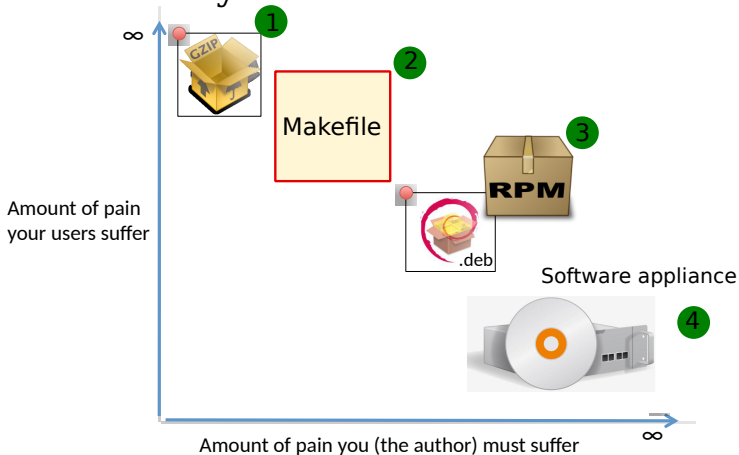 1
∞
GZIP
2
Makefile
3
RPM
Amount of pain
your users suffer
.deb
Software appliance
4
∞
Amount of pain you (the author) must suffer